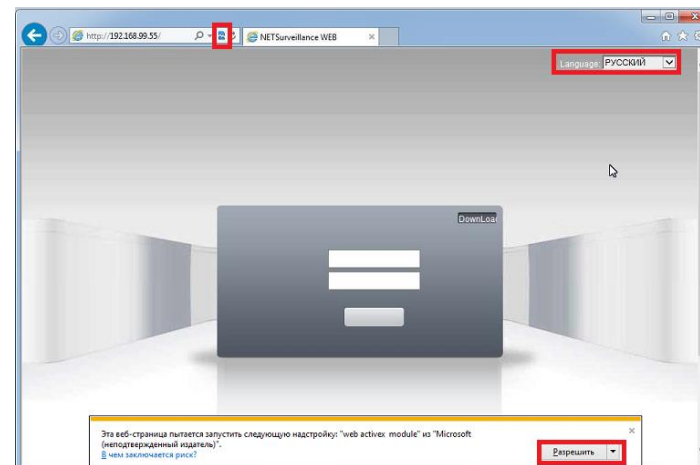 http://192.168.99.55/
NETSurveillance WEB
Language: РУССКИЙ
DownLoa
Эта веб-страница пытается запустить следующую надстройку: "web activex module" из "Microsoft
(неподтвержденный издатель)".
В чем заключается риск?
Разрешить